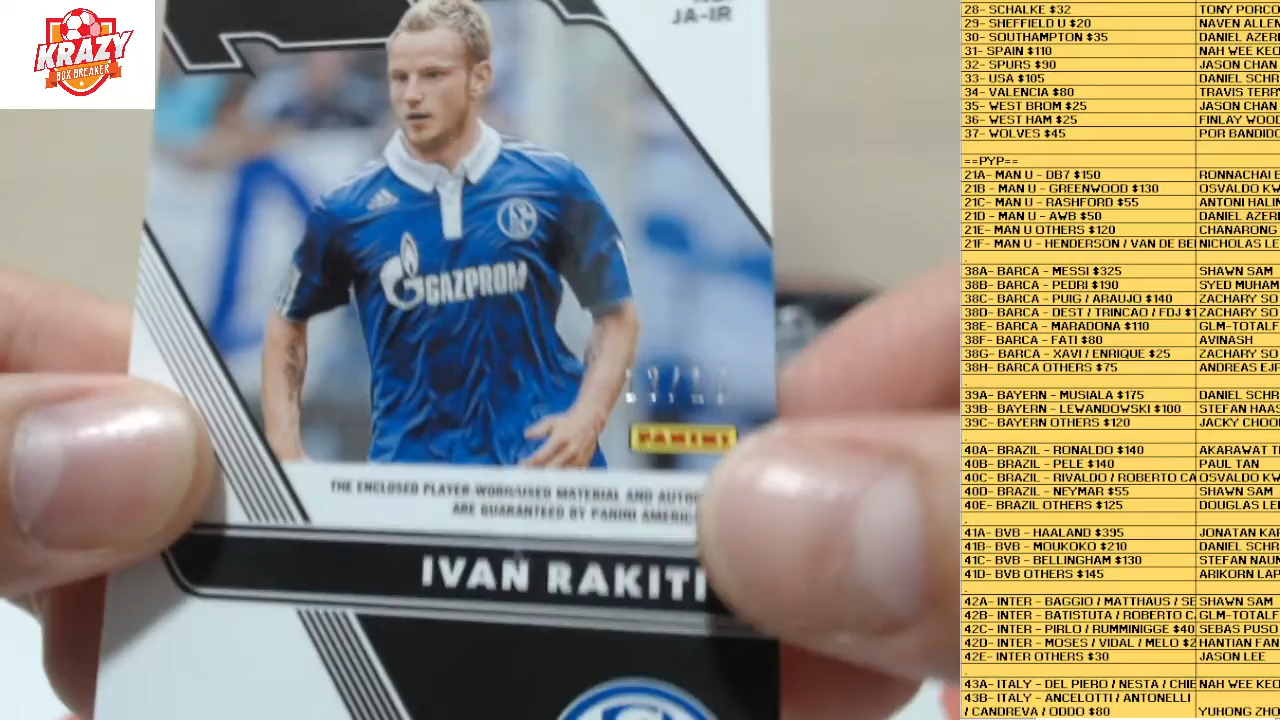 KRAZY
BOX BREAKER
JA-IR
GAZPROM
PANINI
THE ENCLOSED PLAYER-WORN/USED MATERIAL AND
ARE GUARANTEED BY PANINI
IVAN RAKITI
28- SCHALKE $32 TONY PORCO
29- SHEFFIELD U $20 NAVEN ALLEN
30- SOUTHAMPTON $35 DANIEL AZERI
31- SPAIN $110 NAH WEE KEO
32- SPURS $90 JASON CHAN
33- USA $105 DANIEL SCHR
34- VALENCIA $80 TRAVIS TERRY
35- WEST BROM $25 JASON CHAN
36- WEST HAM $25 FINLAY WOOD
37- WOLVES $45 POR BANDIDO
==PYP==
21A- MAN U - DB7 $150 RONNACHAI E
21B - MAN U - GREENWOOD $130 OSVALDO KW
21C- MAN U - RASHFORD $55 ANTONI HALIM
21D - MAN U - AWB $50 DANIEL AZERI
21E- MAN U OTHERS $120 CHANARONG
21F- MAN U - HENDERSON / VAN DE BE NICHOLAS LE
.
38A- BARCA - MESSI $325 SHAWN SAM
38B- BARCA - PEDRI $190 SYED MUHAM
38C- BARCA - PUIG / ARAUJO $140 ZACHARY SO
38D- BARCA - DEST / TRINCAO / FDJ $1 ZACHARY SO
38E- BARCA - MARADONA $110 GLM-TOTALF
38F- BARCA - FATI $80 AVINASH
38G- BARCA - XAVI / ENRIQUE $25 ZACHARY SO
38H- BARCA OTHERS $75 ANDREAS EJP
.
39A- BAYERN - MUSIALA $175 DANIEL SCHR
39B- BAYERN - LEWANDOWSKI $100 STEFAN HAAS
39C- BAYERN OTHERS $120 JACKY CHOO
.
40A- BRAZIL - RONALDO $140 AKARAWAT T
40B- BRAZIL - PELE $140 PAUL TAN
40C- BRAZIL - RIVALDO / ROBERTO CA OSVALDO KW
40D- BRAZIL - NEYMAR $55 SHAWN SAM
40E- BRAZIL OTHERS $125 DOUGLAS LEE
.
41A- BVB - HAALAND $395 JONATAN KAR
41B- BVB - MOUKOKO $210 DANIEL SCHR
41C- BVB - BELLINGHAM $130 STEFAN NAUN
41D- BVB OTHERS $145 ARIKORN LAP
.
42A- INTER - BAGGIO / MATTHAUS / SE SHAWN SAM
42B- INTER - BATISTUTA / ROBERTO C GLM-TOTALF
42C- INTER - PIRLO / RUMMINIGGE $40 SEBAS PUSO
42D- INTER - MOSES / VIDAL / MELO $2 HANTIAN FAN
42E- INTER OTHERS $30 JASON LEE
.
43A- ITALY - DEL PIERO / NESTA / CHIE NAH WEE KEO
43B- ITALY - ANCELOTTI / ANTONELLI
/ CANDREVA / ODDO $80 YUHONG ZHO